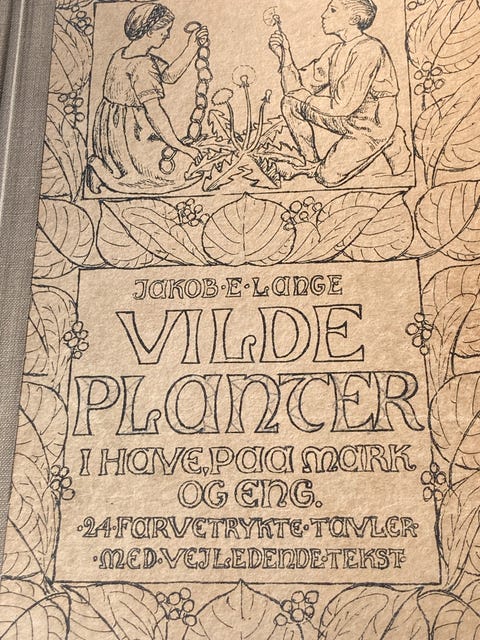 JAKOB·E·LANGE
VILDE
PLANTER
I HAVE, PAA MARK
OG ENG.
·24·FARVETRYKTE·TAVLER·
·MED·VEJLEDENDE·TEKST·